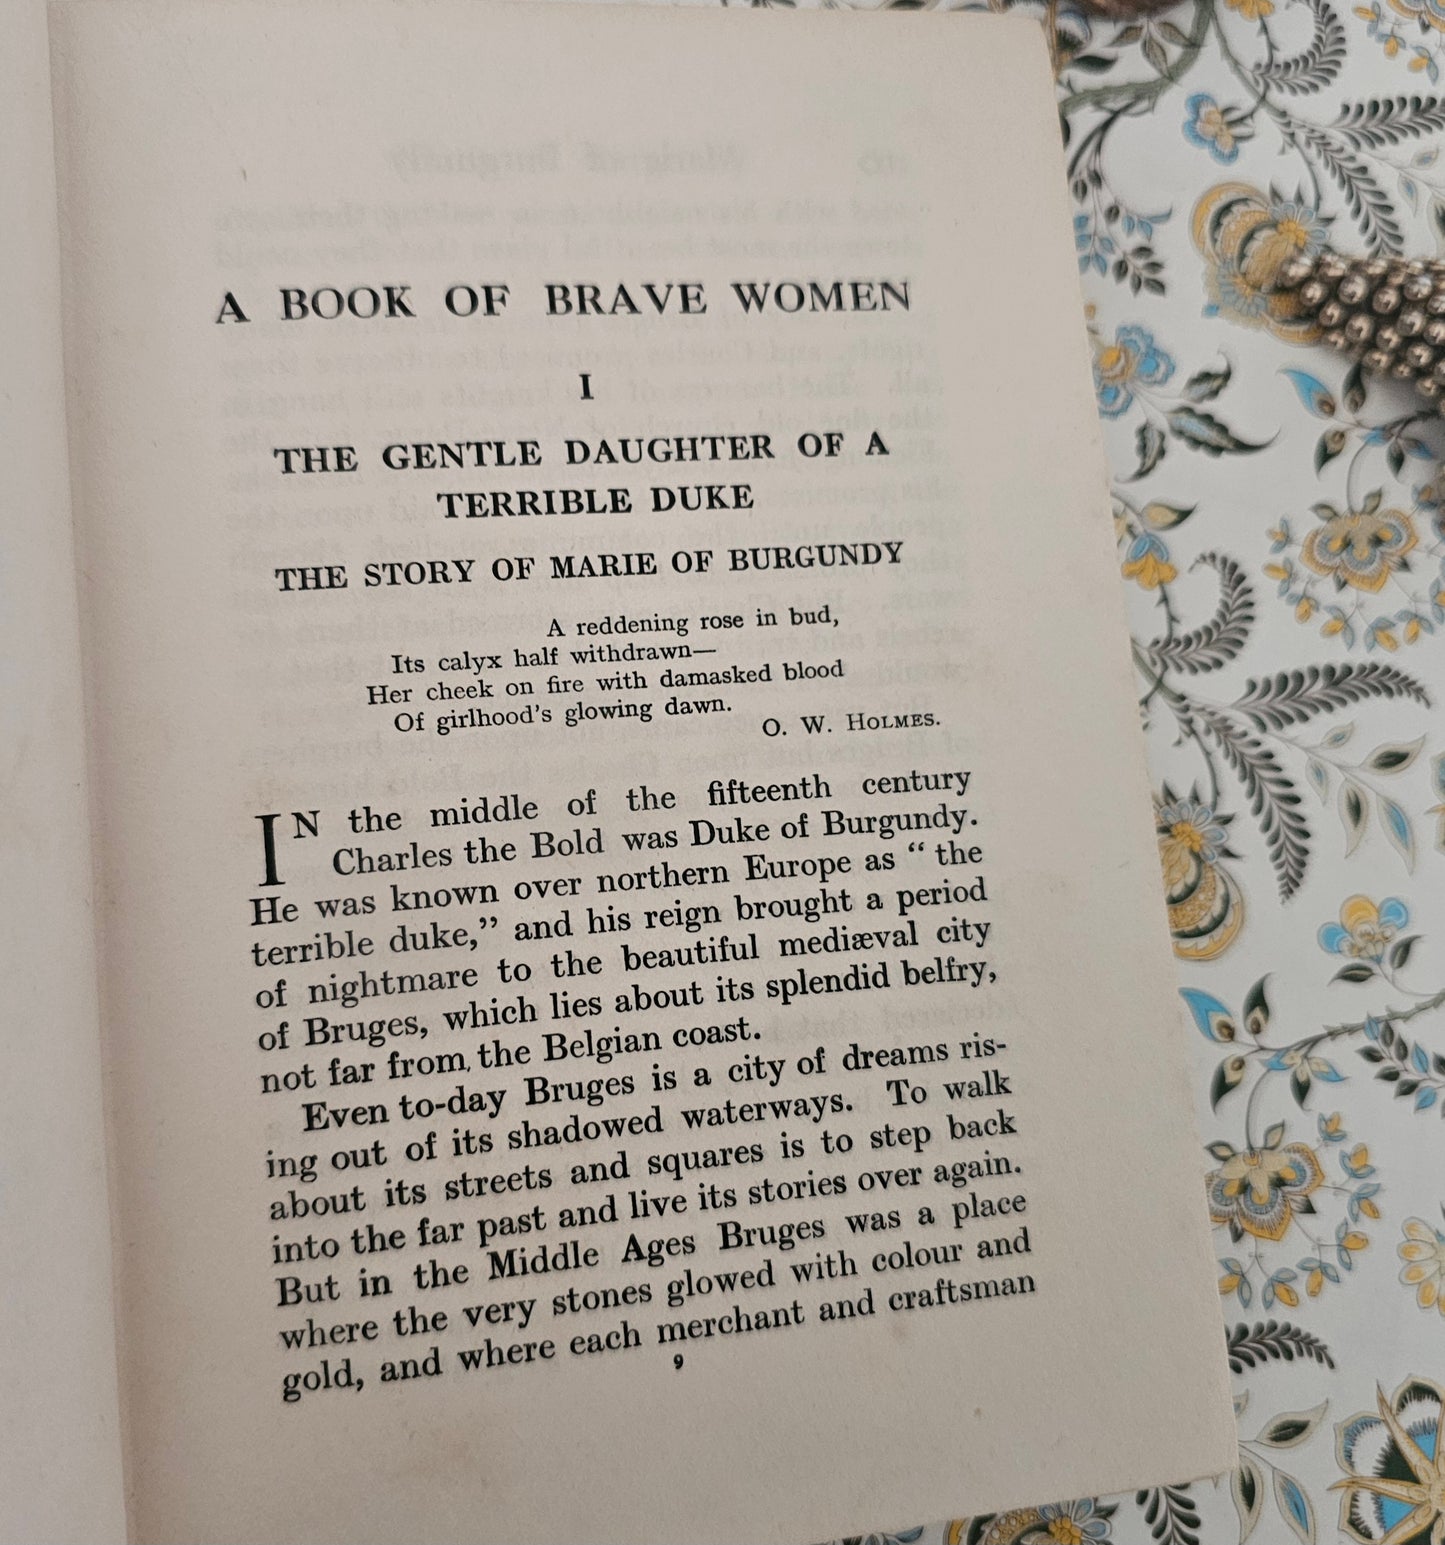 A BOOK OF BRAVE WOMEN
I
THE GENTLE DAUGHTER OF A
TERRIBLE DUKE
THE STORY OF MARIE OF BURGUNDY
A reddening rose in bud,
Its calyx half withdrawn—
Her cheek on fire with damasked blood
Of girlhood's glowing dawn.
O. W. HOLMES.
IN the middle of the fifteenth century
Charles the Bold was Duke of Burgundy.
He was known over northern Europe as “ the
terrible duke,” and his reign brought a period
of nightmare to the beautiful mediæval city
of Bruges, which lies about its splendid belfry,
not far from the Belgian coast.
Even to-day Bruges is a city of dreams ris-
ing out of its shadowed waterways. To walk
about its streets and squares is to step back
into the far past and live its stories over again.
But in the Middle Ages Bruges was a place
where the very stones glowed with colour and
gold, and where each merchant and craftsman
9